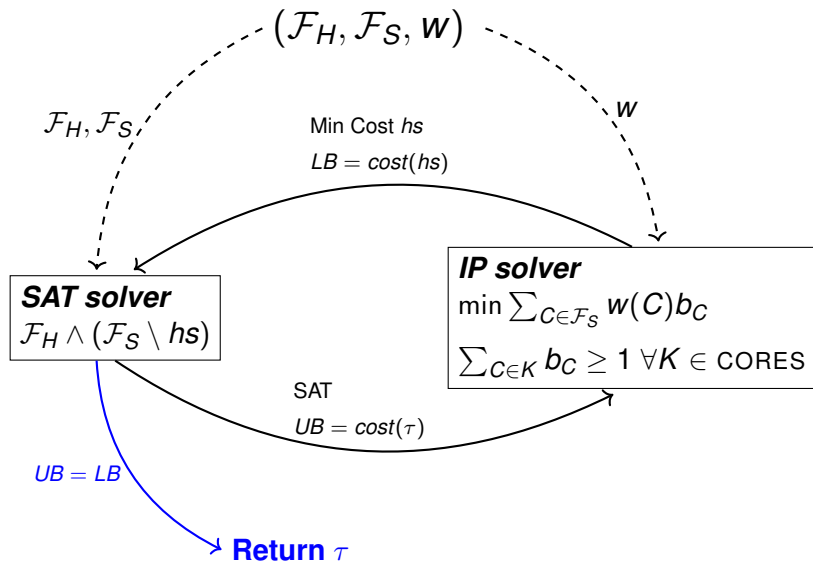 (𝓕_H, 𝓕_S, w)
𝓕_H, 𝓕_S
w
Min Cost hs
LB = cost(hs)
SAT solver
𝓕_H ∧ (𝓕_S \ hs)
IP solver
min ∑_{C∈𝓕_S} w(C)b_C
∑_{C∈K} b_C ≥ 1 ∀K ∈ CORES
SAT
UB = cost(τ)
UB = LB
Return τ